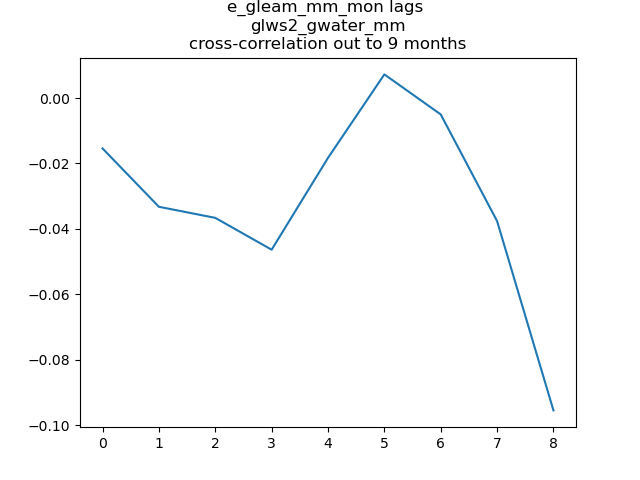 e_gleam_mm_mon lags
glws2_gwater_mm
cross-correlation out to 9 months
0.00
−0.02
−0.04
−0.06
−0.08
−0.10
0 1 2 3 4 5 6 7 8